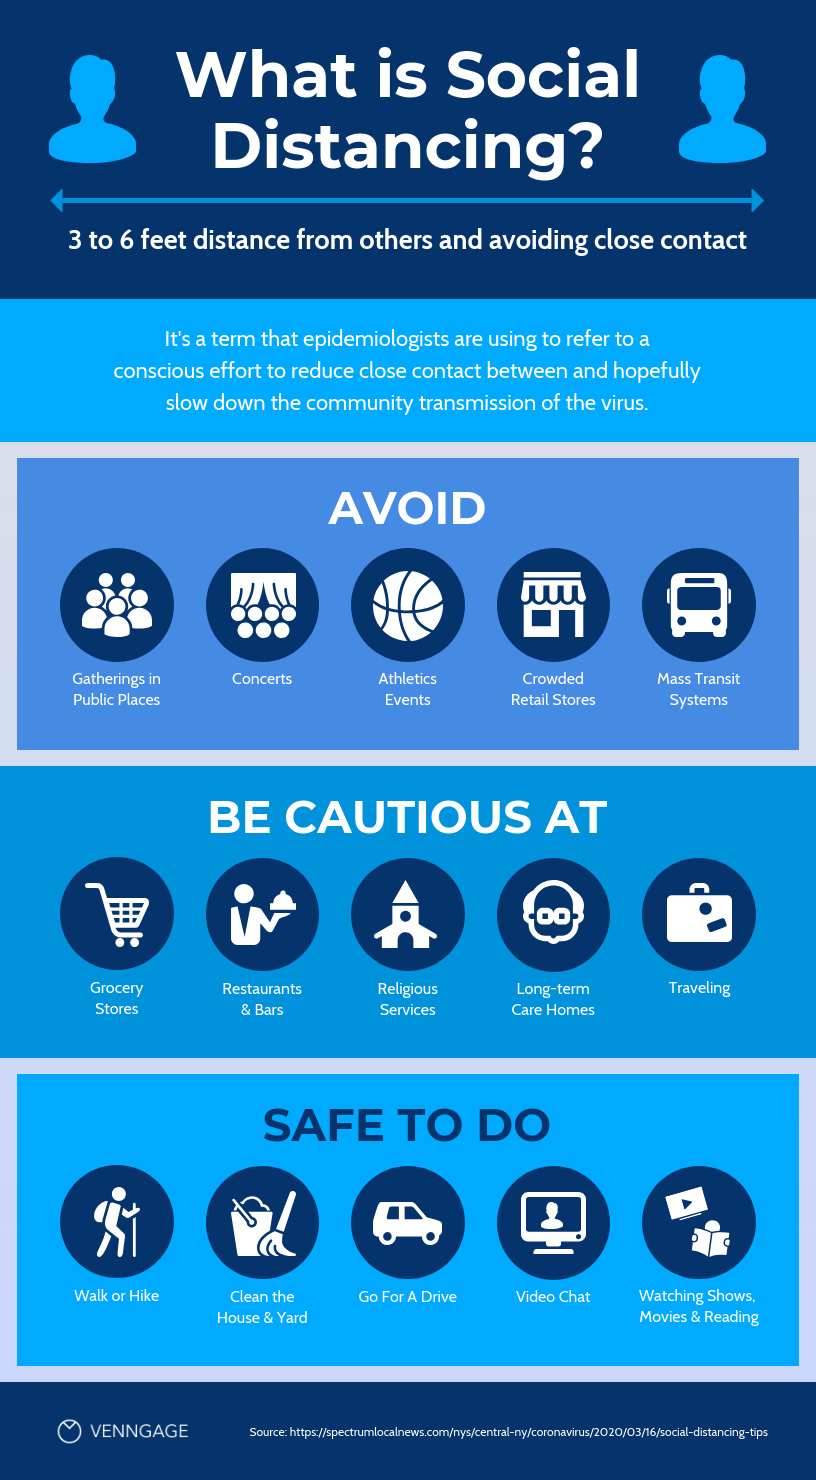 What is Social
Distancing?
3 to 6 feet distance from others and avoiding close contact
It's a term that epidemiologists are using to refer to a
conscious effort to reduce close contact between and hopefully
slow down the community transmission of the virus.
AVOID
Gatherings in
Public Places
Concerts
Athletics
Events
Crowded
Retail Stores
Mass Transit
Systems
BE CAUTIOUS AT
Grocery
Stores
Restaurants
& Bars
Religious
Services
Long-term
Care Homes
Traveling
SAFE TO DO
Walk or Hike
Clean the
House & Yard
Go For A Drive
Video Chat
Watching Shows,
Movies & Reading
VENNGAGE
Source: https://spectrumlocalnews.com/nys/central-ny/coronavirus/2020/03/16/social-distancing-tips